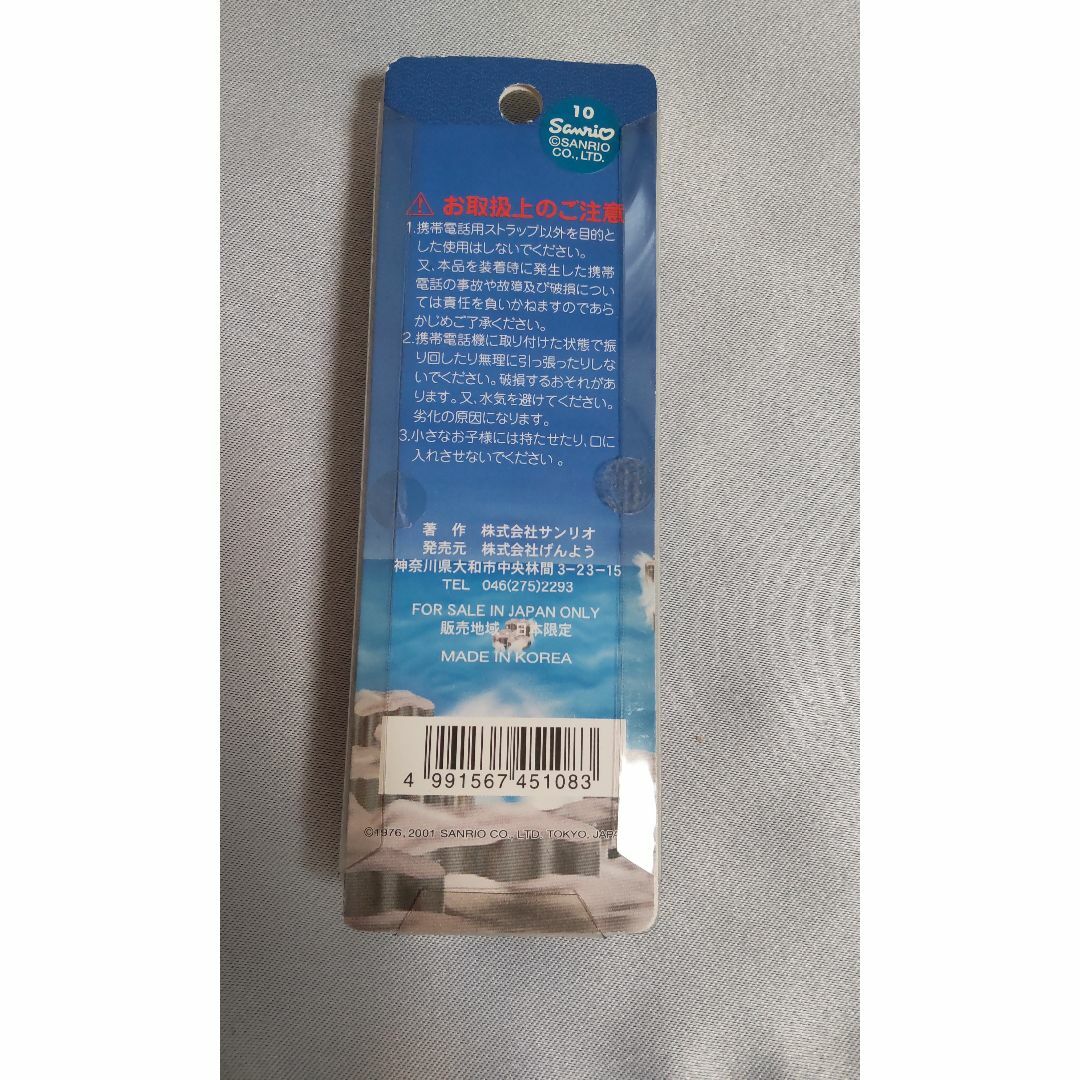 10
Sanrio
©SANRIO
CO.,LTD.
お取扱上のご注意
1.携帯電話用ストラップ以外を目的と
した使用はしないでください。
又、本品を装着時に発生した携帯
電話の事故や故障及び破損につい
ては責任を負いかねますのであら
かじめご了承ください。
2.携帯電話機に取り付けた状態で振
り回したり無理に引っ張ったりしな
いでください。破損するおそれがあ
ります。又、水気を避けてください。
劣化の原因になります。
3.小さなお子様には持たせたり、口に
入れさせないでください。
著 作 株式会社サンリオ
発売元 株式会社げんよう
神奈川県大和市中央林間3-23-15
TEL 046(275)2293
FOR SALE IN JAPAN ONLY
販売地域 日本限定
MADE IN KOREA
4 991567 451083
©1976, 2001 SANRIO CO., LTD. TOKYO, JAPA